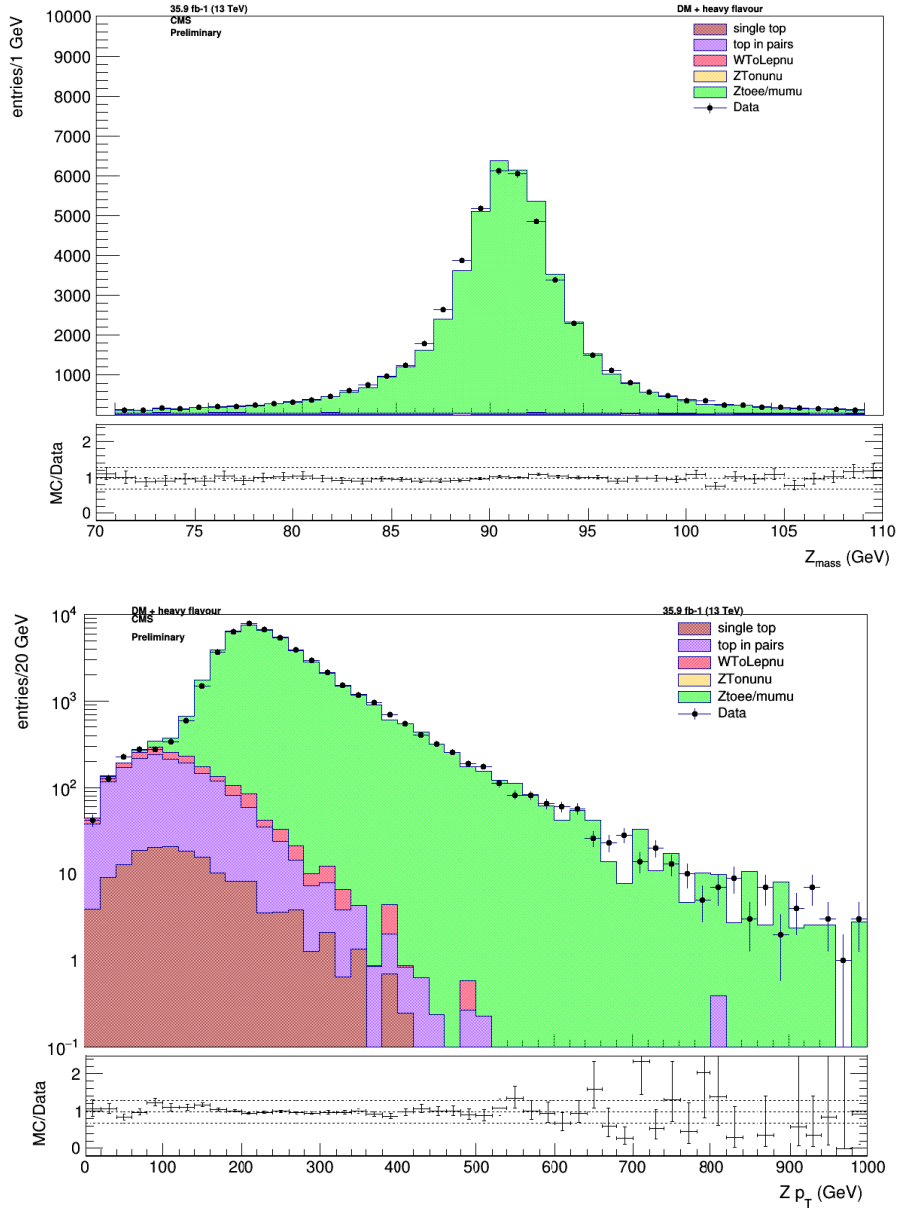 35.9 fb-1 (13 TeV)
CMS
Preliminary
DM + heavy flavour
entries/1 GeV
10000
9000
8000
7000
6000
5000
4000
3000
2000
1000
single top
top in pairs
WToLepnu
ZTonunu
Ztoee/mumu
Data
MC/Data
2
1
0
70 75 80 85 90 95 100 105 110
Z_mass (GeV)
DM + heavy flavour
CMS
Preliminary
35.9 fb-1 (13 TeV)
entries/20 GeV
10^4
10^3
10^2
10
1
10^-1
single top
top in pairs
WToLepnu
ZTonunu
Ztoee/mumu
Data
MC/Data
2
1
0
0 100 200 300 400 500 600 700 800 900 1000
Z p_T (GeV)